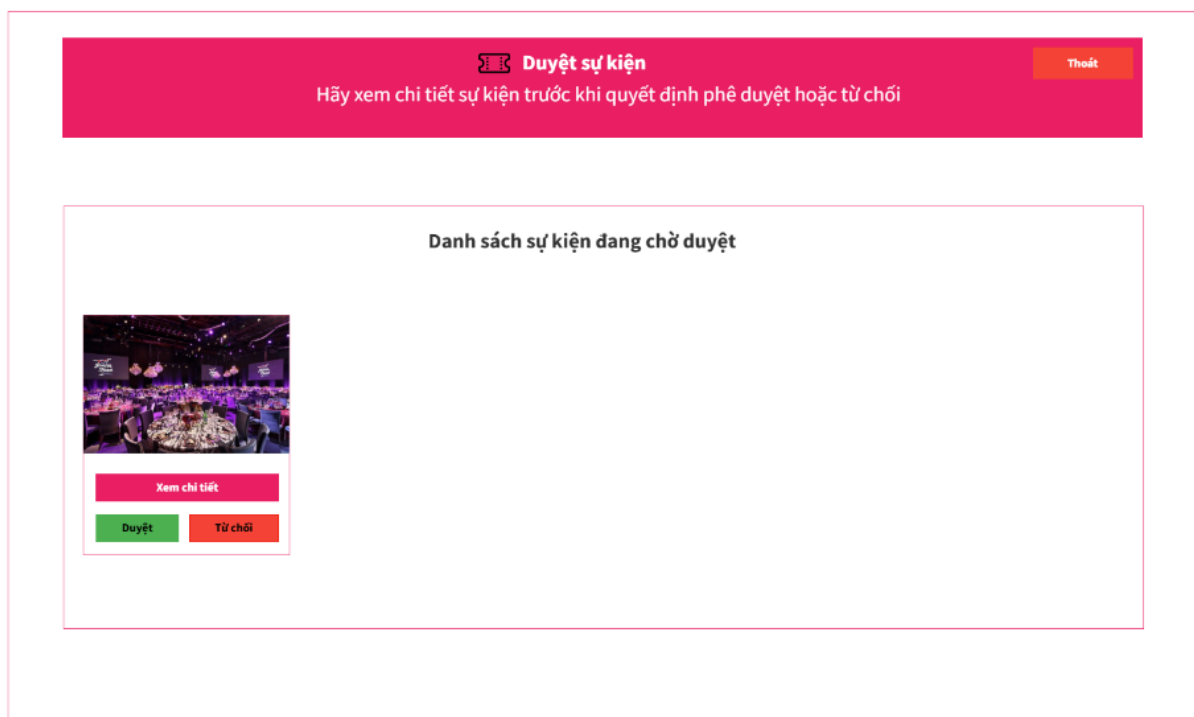 Duyệt sự kiện
Thoát
Hãy xem chi tiết sự kiện trước khi quyết định phê duyệt hoặc từ chối
Danh sách sự kiện đang chờ duyệt
Xem chi tiết
Duyệt
Từ chối